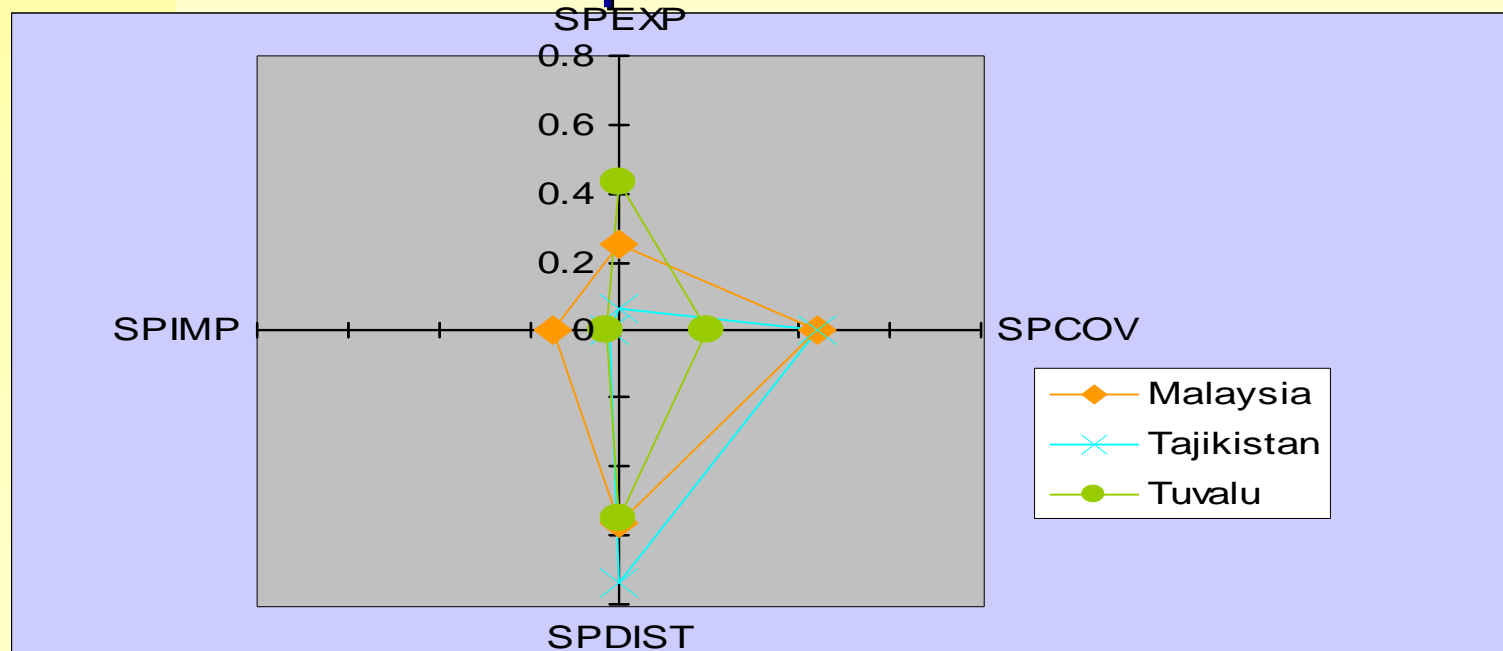 SPEXP
0.8
0.6
0.4
0.2
SPIMP
0
SPCOV
Malaysia
Tajikistan
Tuvalu
SPDIST